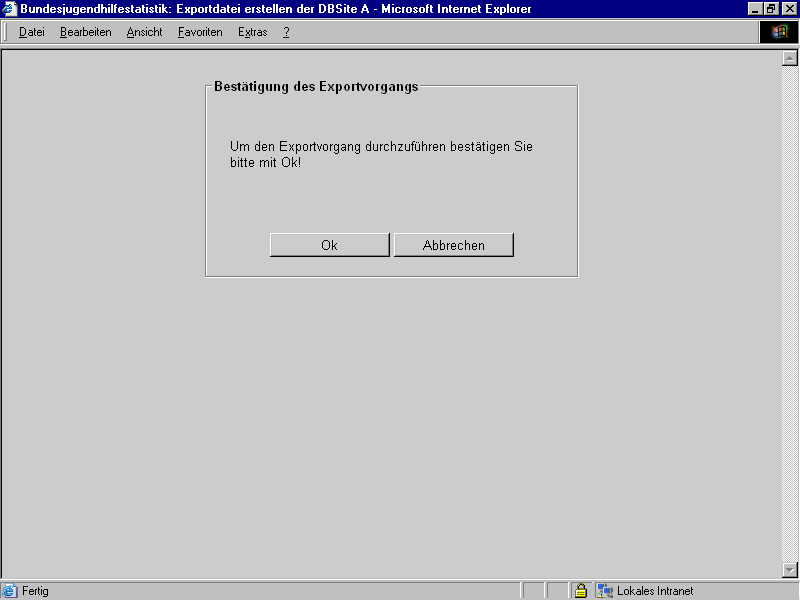 Bundesjugendhilfestatistik: Exportdatei erstellen der DBSite A - Microsoft Internet Explorer
Datei Bearbeiten Ansicht Favoriten Extras ?
Bestätigung des Exportvorgangs
Um den Exportvorgang durchzuführen bestätigen Sie
bitte mit Ok!
Ok Abbrechen
Fertig Lokales Intranet